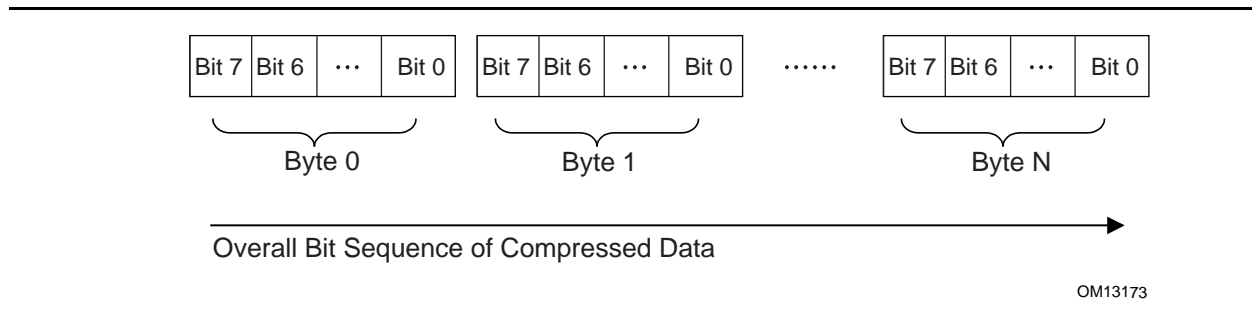 Bit 7 Bit 6 ... Bit 0 Bit 7 Bit 6 ... Bit 0 ...... Bit 7 Bit 6 ... Bit 0
Byte 0 Byte 1 Byte N
Overall Bit Sequence of Compressed Data
OM13173